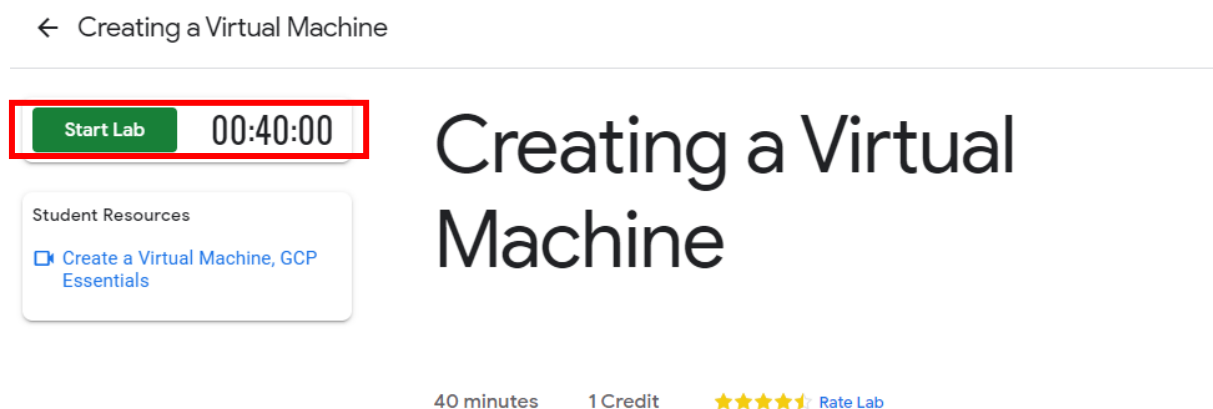 Creating a Virtual Machine
Start Lab 00:40:00
Student Resources
Create a Virtual Machine, GCP
Essentials
Creating a Virtual
Machine
40 minutes 1 Credit Rate Lab